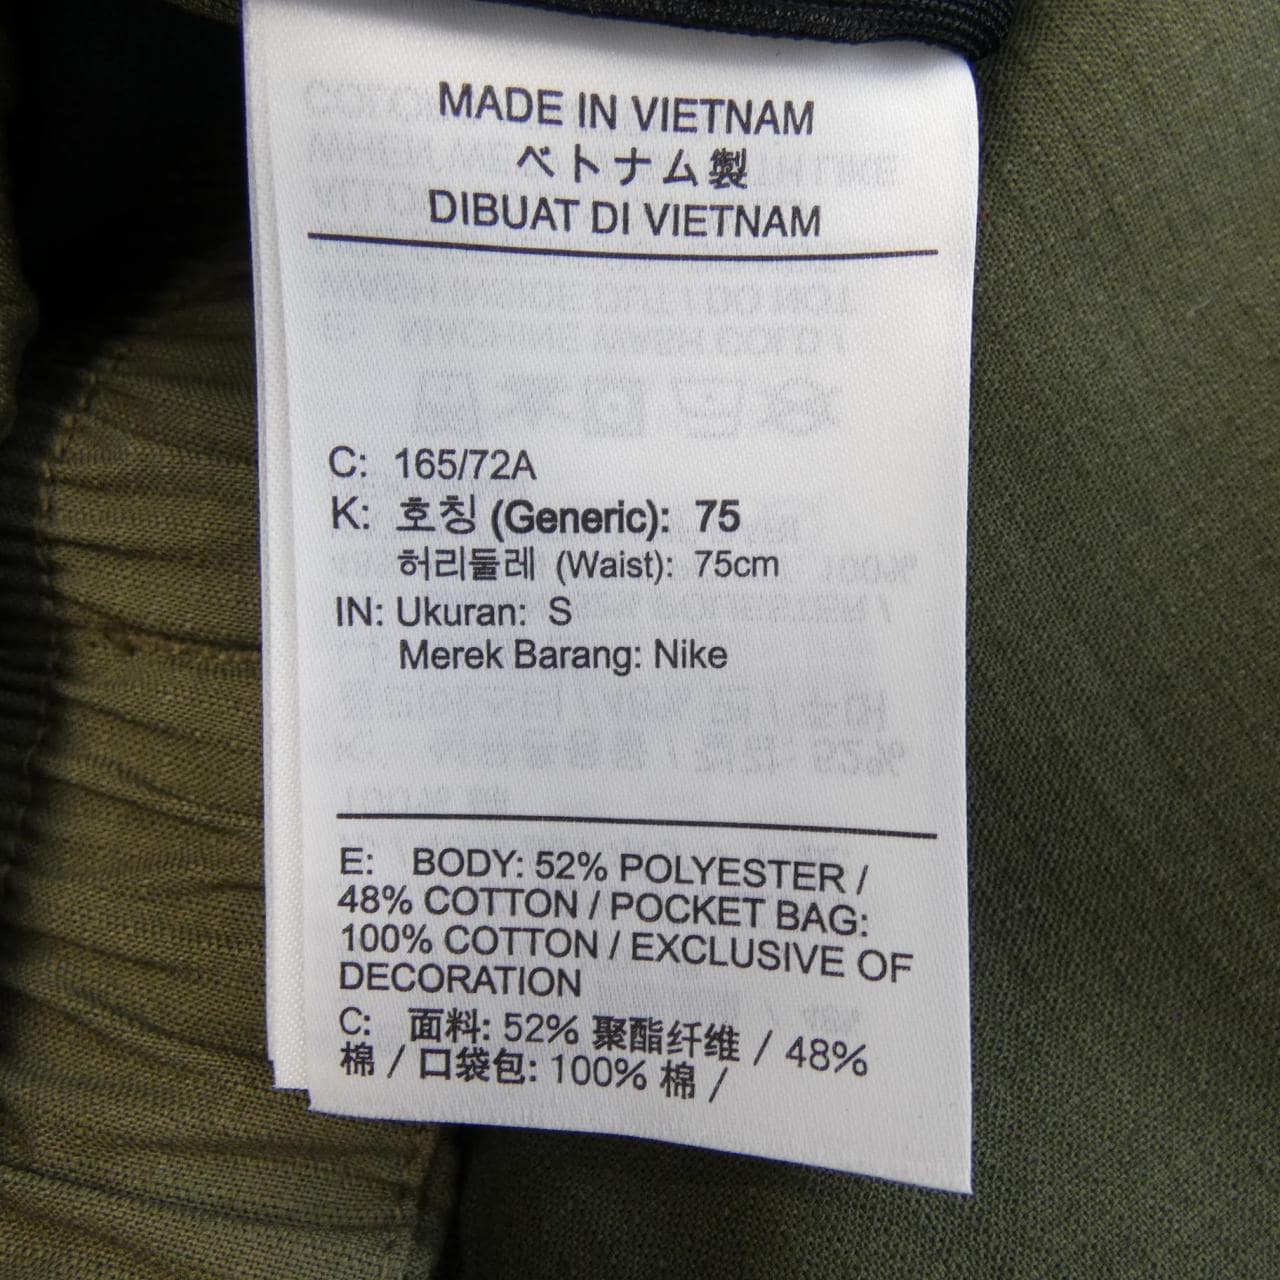 MADE IN VIETNAM
ベトナム製
DIBUAT DI VIETNAM
C: 165/72A
K: 호칭 (Generic): 75
허리둘레 (Waist): 75cm
IN: Ukuran: S
Merek Barang: Nike
E: BODY: 52% POLYESTER /
48% COTTON / POCKET BAG:
100% COTTON / EXCLUSIVE OF
DECORATION
C: 面料: 52% 聚酯纤维 / 48%
棉 / 口袋包: 100% 棉 /